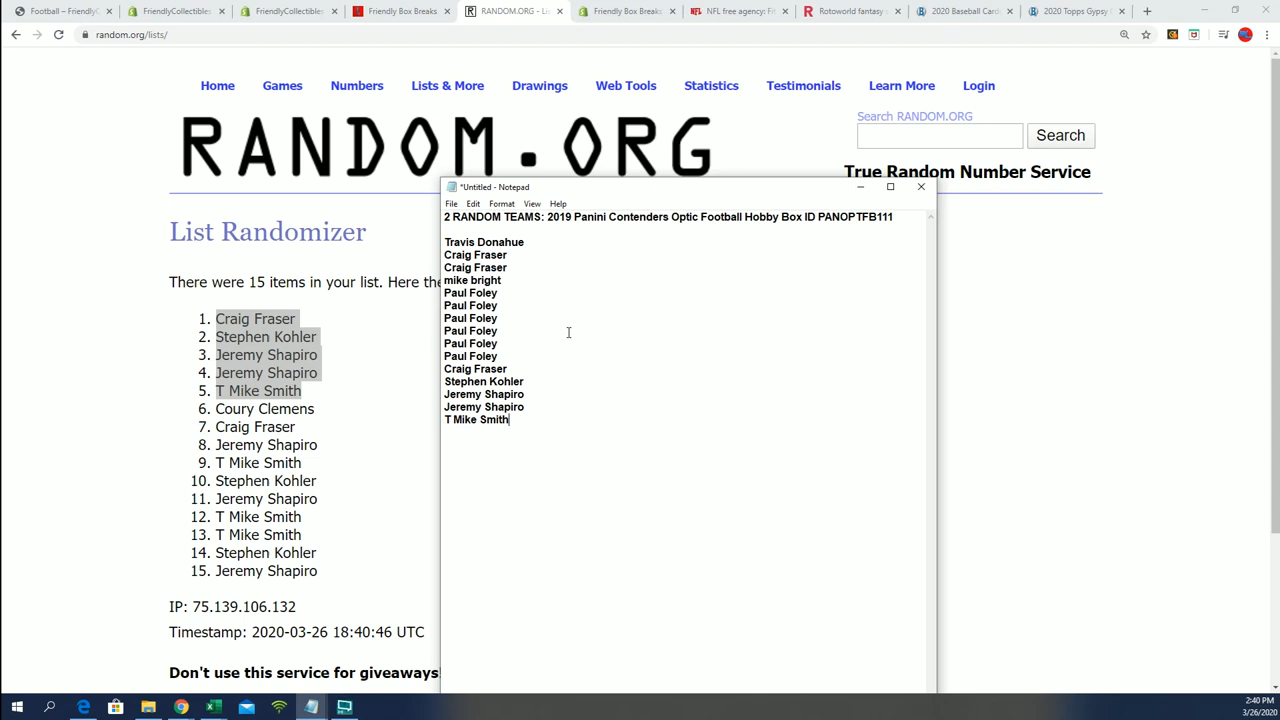 Football – FriendlyC
FriendlyCollectibles
FriendlyCollectibles
Friendly Box Breaks
RANDOM.ORG - Li
Friendly Box Breaks
NFL free agency: Fi
Rotoworld fantasy
2020 Baseball Card
2020 Topps Gypsy
random.org/lists/
Home Games Numbers Lists & More Drawings Web Tools Statistics Testimonials Learn More Login
RANDOM.ORG
Search RANDOM.ORG
Search
True Random Number Service
List Randomizer
There were 15 items in your list. Here the
1. Craig Fraser
2. Stephen Kohler
3. Jeremy Shapiro
4. Jeremy Shapiro
5. T Mike Smith
6. Coury Clemens
7. Craig Fraser
8. Jeremy Shapiro
9. T Mike Smith
10. Stephen Kohler
11. Jeremy Shapiro
12. T Mike Smith
13. T Mike Smith
14. Stephen Kohler
15. Jeremy Shapiro
IP: 75.139.106.132
Timestamp: 2020-03-26 18:40:46 UTC
Don't use this service for giveaways!
*Untitled - Notepad
File Edit Format View Help
2 RANDOM TEAMS: 2019 Panini Contenders Optic Football Hobby Box ID PANOPTFB111
Travis Donahue
Craig Fraser
Craig Fraser
mike bright
Paul Foley
Paul Foley
Paul Foley
Paul Foley
Paul Foley
Paul Foley
Craig Fraser
Stephen Kohler
Jeremy Shapiro
Jeremy Shapiro
T Mike Smith
2:40 PM
3/26/2020